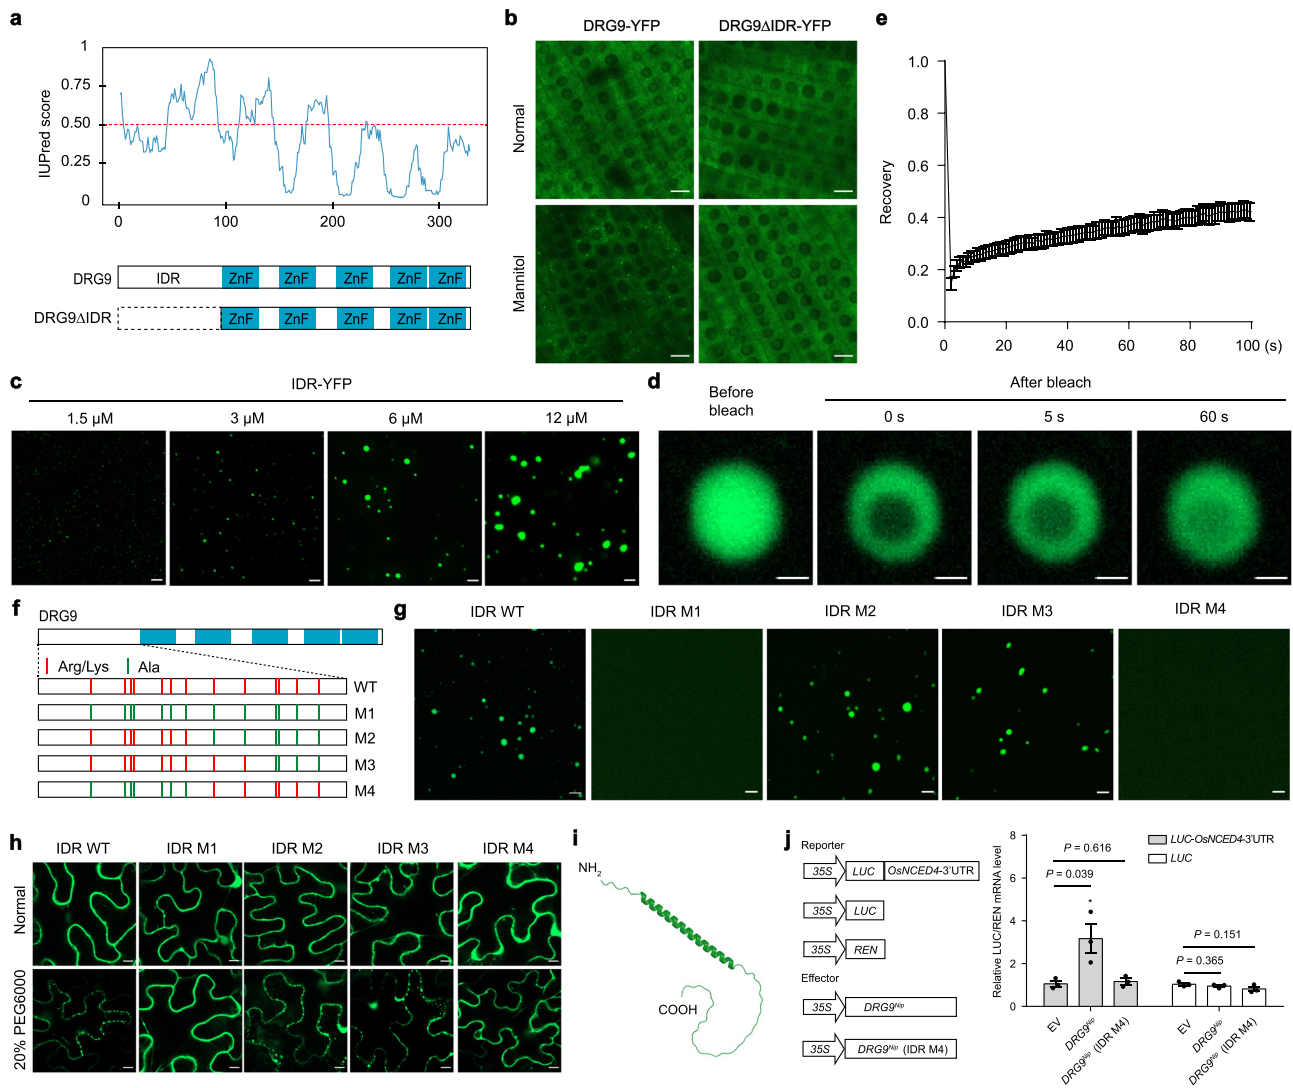 a
1
0.75
0.50
0.25
0
IUPred score
0
100
200
300
DRG9
IDR
ZnF
ZnF
ZnF
ZnF
ZnF
DRG9ΔIDR
ZnF
ZnF
ZnF
ZnF
ZnF
b
DRG9-YFP
DRG9ΔIDR-YFP
Normal
Mannitol
e
1.0
0.8
0.6
0.4
0.2
0.0
Recovery
0
20
40
60
80
100 (s)
c
IDR-YFP
1.5 µM
3 µM
6 µM
12 µM
d
Before
bleach
After bleach
0 s
5 s
60 s
f
DRG9
Arg/Lys
Ala
WT
M1
M2
M3
M4
g
IDR WT
IDR M1
IDR M2
IDR M3
IDR M4
h
IDR WT
IDR M1
IDR M2
IDR M3
IDR M4
Normal
20% PEG6000
i
NH2
COOH
j
Reporter
35S
LUC
OsNCED4-3'UTR
35S
LUC
35S
REN
Effector
35S
DRG9Nip
35S
DRG9Nip (IDR M4)
Relative LUC/REN mRNA level
8
6
4
2
0
LUC-OsNCED4-3'UTR
LUC
P = 0.616
P = 0.039
*
P = 0.151
P = 0.365
EV
DRG9Nip
DRG9Nip (IDR M4)
EV
DRG9Nip
DRG9Nip (IDR M4)